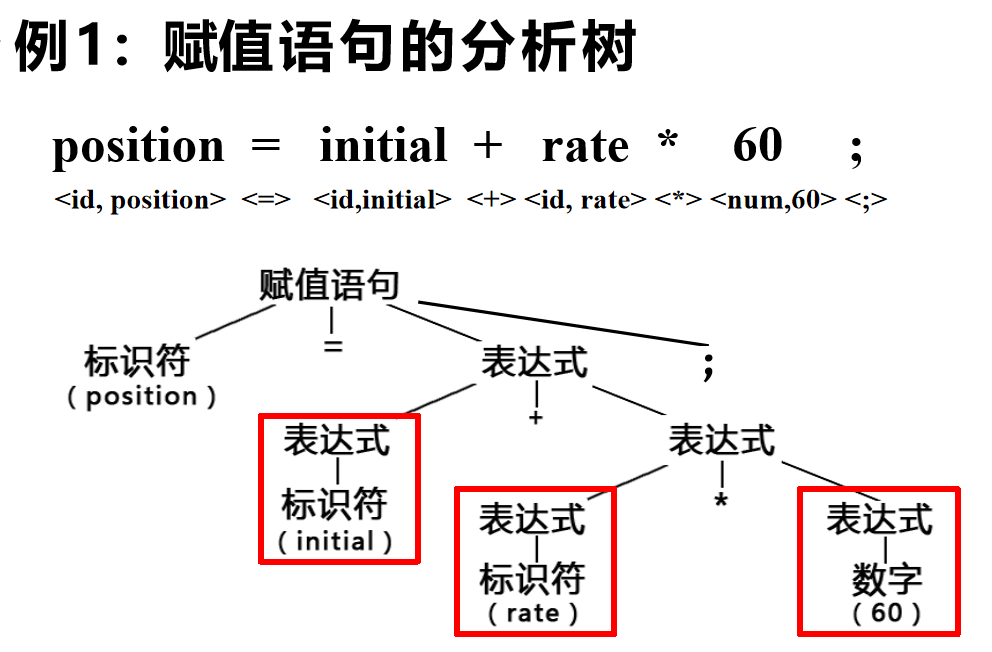 例1：赋值语句的分析树
position = initial + rate * 60 ;
<id, position> <=> <id,initial> <+> <id, rate> <*> <num,60> <;>
赋值语句
标识符
(position)
=
表达式
;
表达式
标识符
(initial)
+
表达式
表达式
标识符
(rate)
*
表达式
数字
(60)